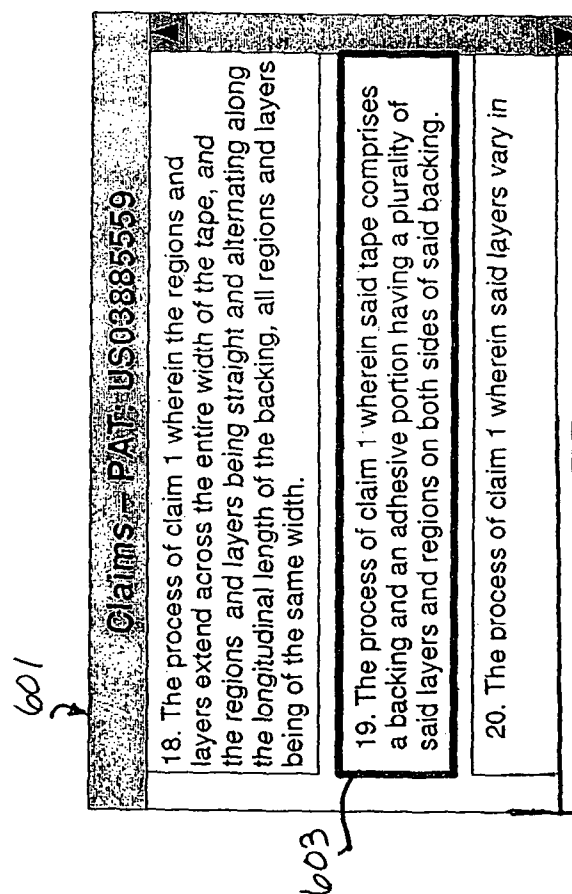 601
Claims – PAT: US03885559
18. The process of claim 1 wherein the regions and
layers extend across the entire width of the tape, and
the regions and layers being straight and alternating along
the longitudinal length of the backing, all regions and layers
being of the same width.
603
19. The process of claim 1 wherein said tape comprises
a backing and an adhesive portion having a plurality of
said layers and regions on both sides of said backing.
20. The process of claim 1 wherein said layers vary in